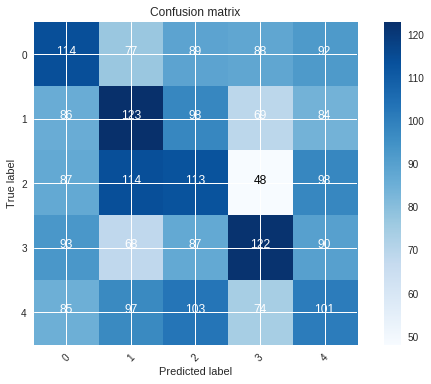 Confusion matrix
0 114 77 89 88 92
1 86 123 98 69 84
2 87 114 113 48 98
3 93 68 87 122 90
4 85 97 103 74 101
0 1 2 3 4
True label
Predicted label
120
110
100
90
80
70
60
50